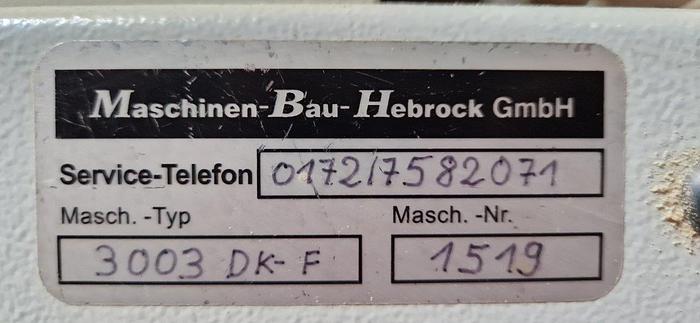 Maschinen-Bau-Hebrock GmbH
Service-Telefon 0172/7582071
Masch. -Typ Masch. -Nr.
3003 DK-F 1519